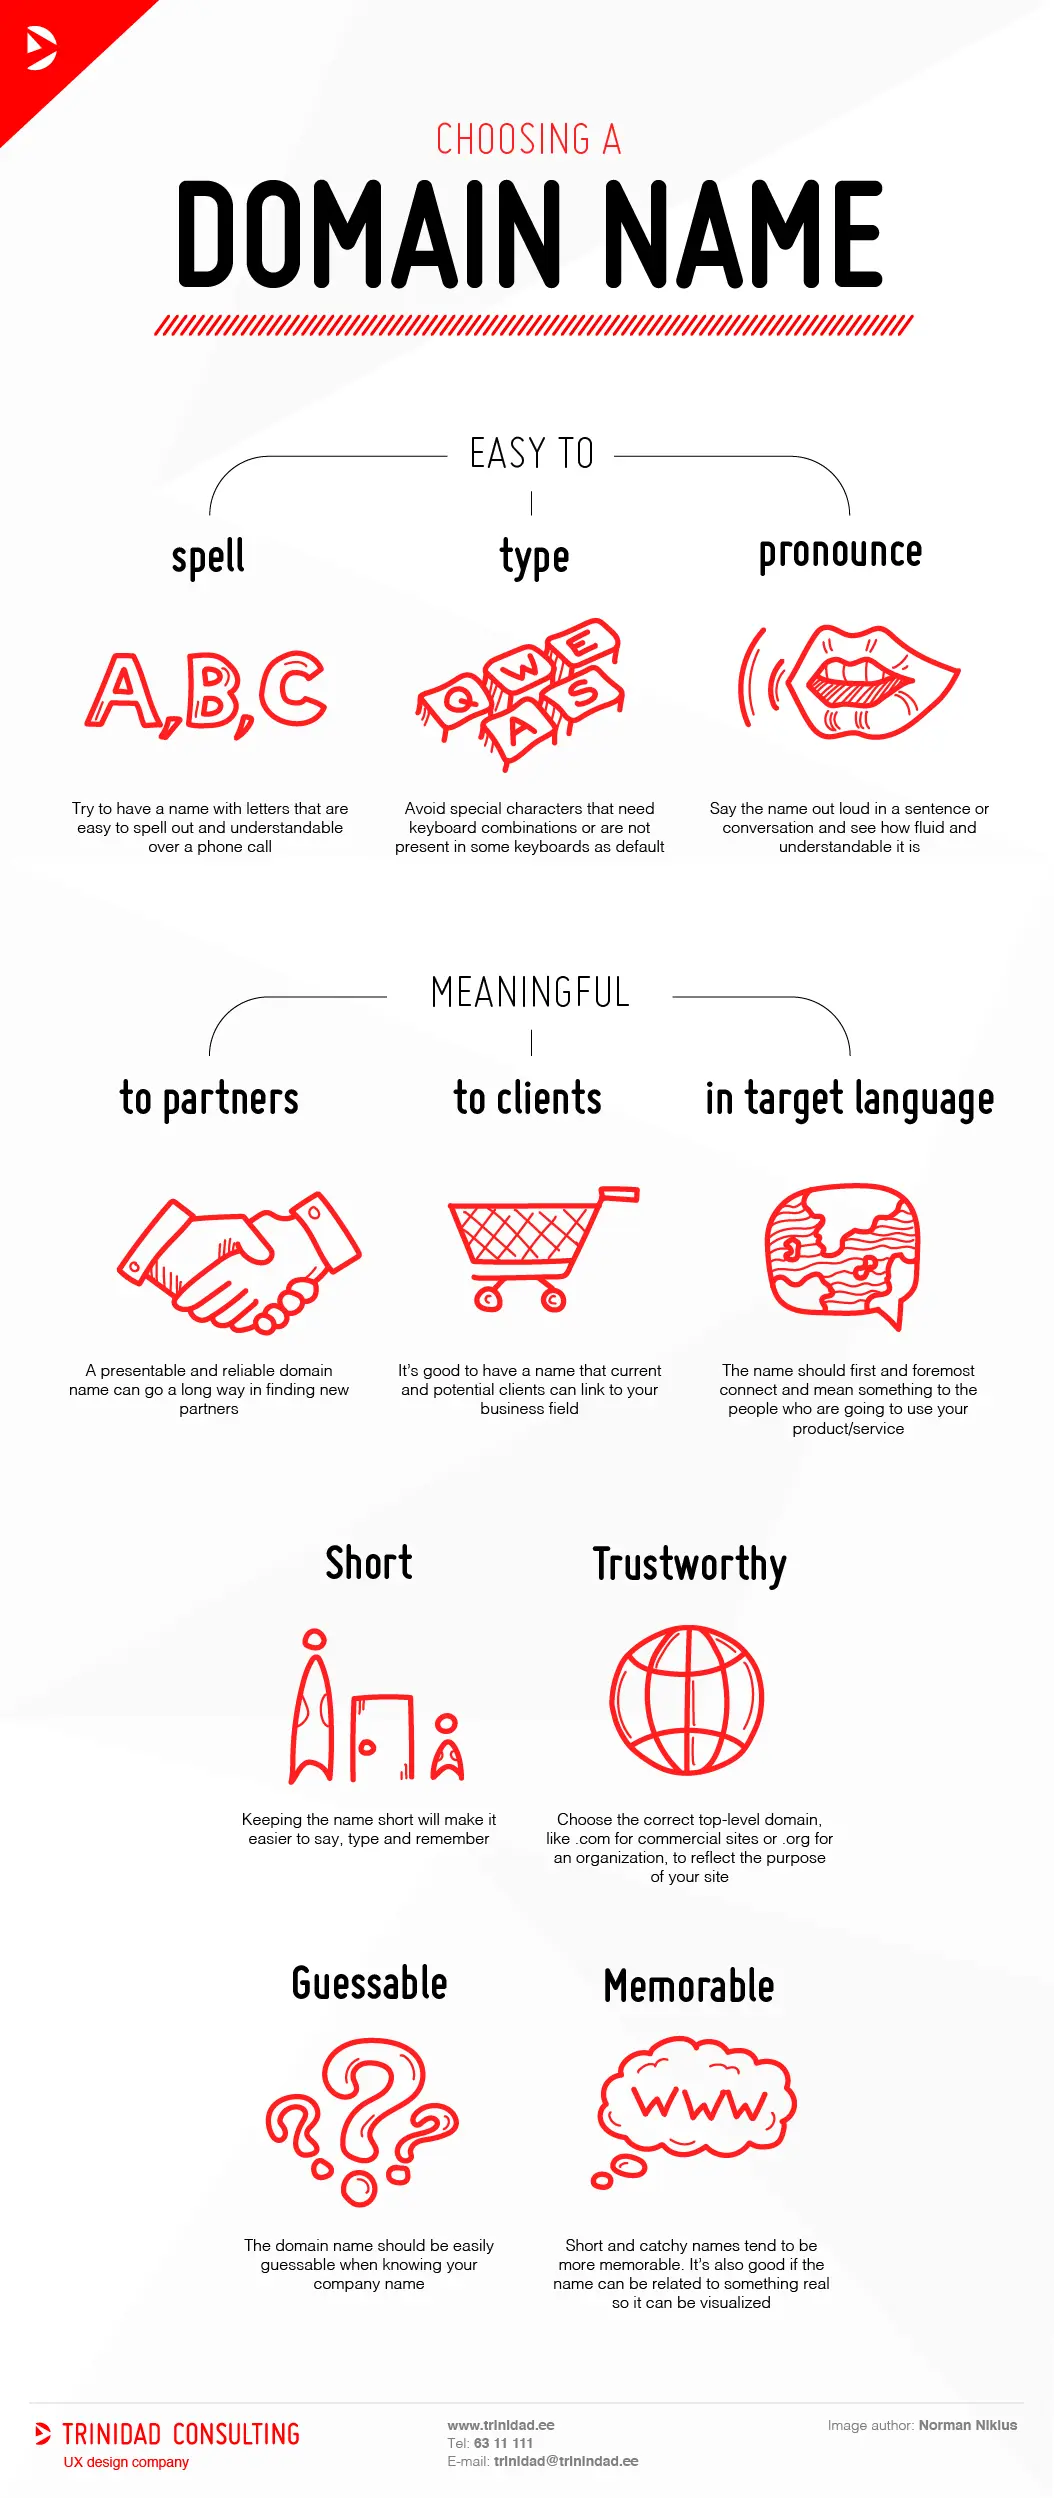 CHOOSING A
DOMAIN NAME
EASY TO
spell
type
pronounce
A, B, C
Q W E
A S
Try to have a name with letters that are
easy to spell out and understandable
over a phone call
Avoid special characters that need
keyboard combinations or are not
present in some keyboards as default
Say the name out loud in a sentence or
conversation and see how fluid and
understandable it is
MEANINGFUL
to partners
to clients
in target language
A presentable and reliable domain
name can go a long way in finding new
partners
It's good to have a name that current
and potential clients can link to your
business field
The name should first and foremost
connect and mean something to the
people who are going to use your
product/service
Short
Trustworthy
Keeping the name short will make it
easier to say, type and remember
Choose the correct top-level domain,
like .com for commercial sites or .org for
an organization, to reflect the purpose
of your site
Guessable
Memorable
? ? ?
WWW
The domain name should be easily
guessable when knowing your
company name
Short and catchy names tend to be
more memorable. It's also good if the
name can be related to something real
so it can be visualized
TRINIDAD CONSULTING
UX design company
www.trinidad.ee
Tel: 63 11 111
E-mail: trinidad@trinindad.ee
Image author: Norman Niklus